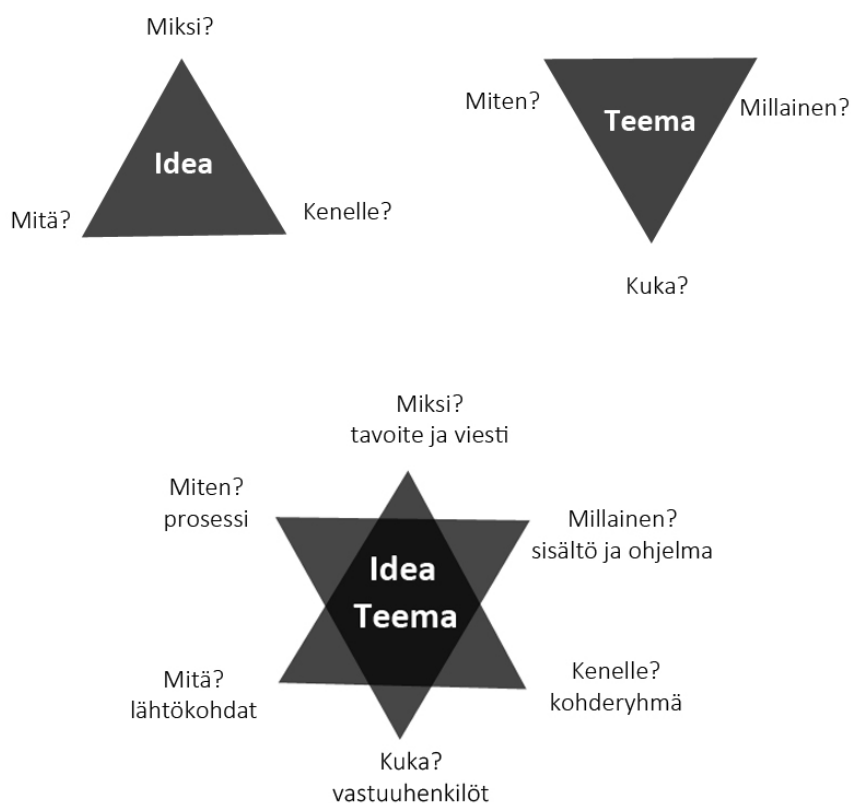 Miksi?
Idea
Mitä?
Kenelle?
Miten?
Teema
Millainen?
Kuka?
Miksi?
tavoite ja viesti
Miten?
prosessi
Millainen?
sisältö ja ohjelma
Idea
Teema
Mitä?
lähtökohdat
Kenelle?
kohderyhmä
Kuka?
vastuuhenkilöt